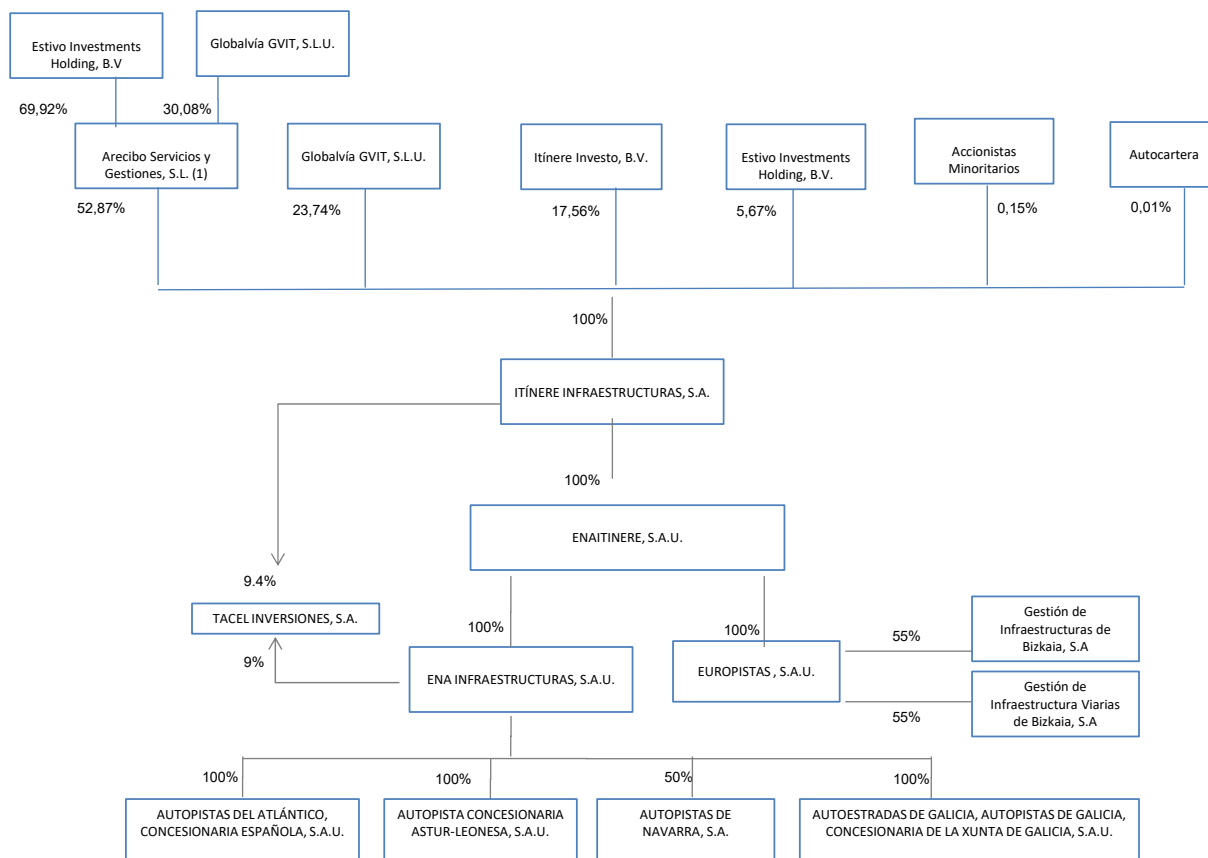 Estivo Investments
Holding, B.V
Globalvía GVIT, S.L.U.
69,92%
30,08%
Arecibo Servicios y
Gestiones, S.L. (1)
Globalvía GVIT, S.L.U.
Itínere Investo, B.V.
Estivo Investments
Holding, B.V.
Accionistas
Minoritarios
Autocartera
52,87%
23,74%
17,56%
5,67%
0,15%
0,01%
100%
ITÍNERE INFRAESTRUCTURAS, S.A.
100%
ENAITINERE, S.A.U.
9.4%
TACEL INVERSIONES, S.A.
9%
100%
ENA INFRAESTRUCTURAS, S.A.U.
100%
EUROPISTAS , S.A.U.
55%
Gestión de
Infraestructuras de
Bizkaia, S.A
55%
Gestión de
Infraestructura Viarias
de Bizkaia, S.A
100%
100%
50%
100%
AUTOPISTAS DEL ATLÁNTICO,
CONCESIONARIA ESPAÑOLA, S.A.U.
AUTOPISTA CONCESIONARIA
ASTUR-LEONESA, S.A.U.
AUTOPISTAS DE
NAVARRA, S.A.
AUTOESTRADAS DE GALICIA, AUTOPISTAS DE GALICIA,
CONCESIONARIA DE LA XUNTA DE GALICIA, S.A.U.